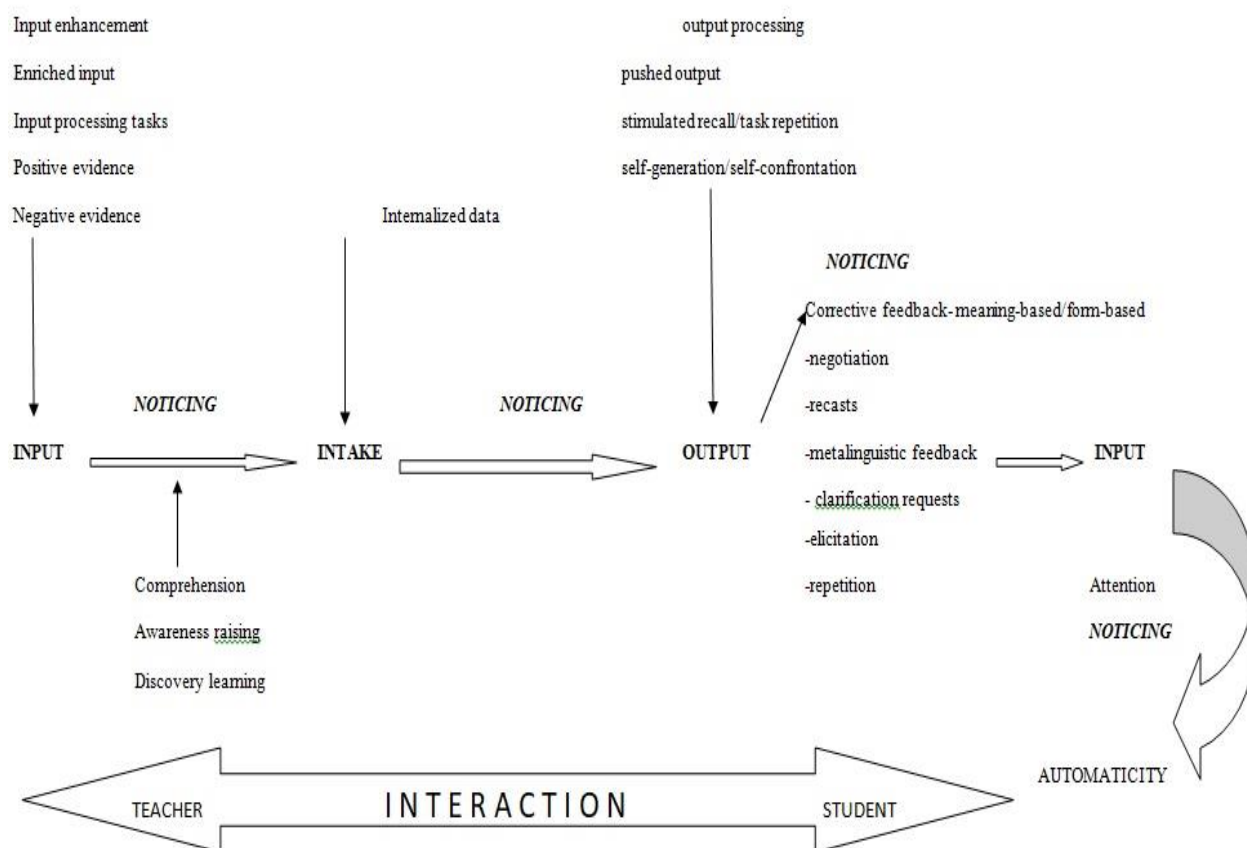 Input enhancement
output processing
Enriched input
pushed output
Input processing tasks
stimulated recall/task repetition
Positive evidence
self-generation/self-confrontation
Negative evidence
Internalized data
NOTICING
Corrective feedback- meaning-based/form-based
-negotiation
-recasts
NOTICING
NOTICING
INPUT
INTAKE
OUTPUT
-metalinguistic feedback
INPUT
- clarification requests
-elicitation
Comprehension
-repetition
Attention
Awareness raising
NOTICING
Discovery learning
AUTOMATICITY
TEACHER
INTERACTION
STUDENT